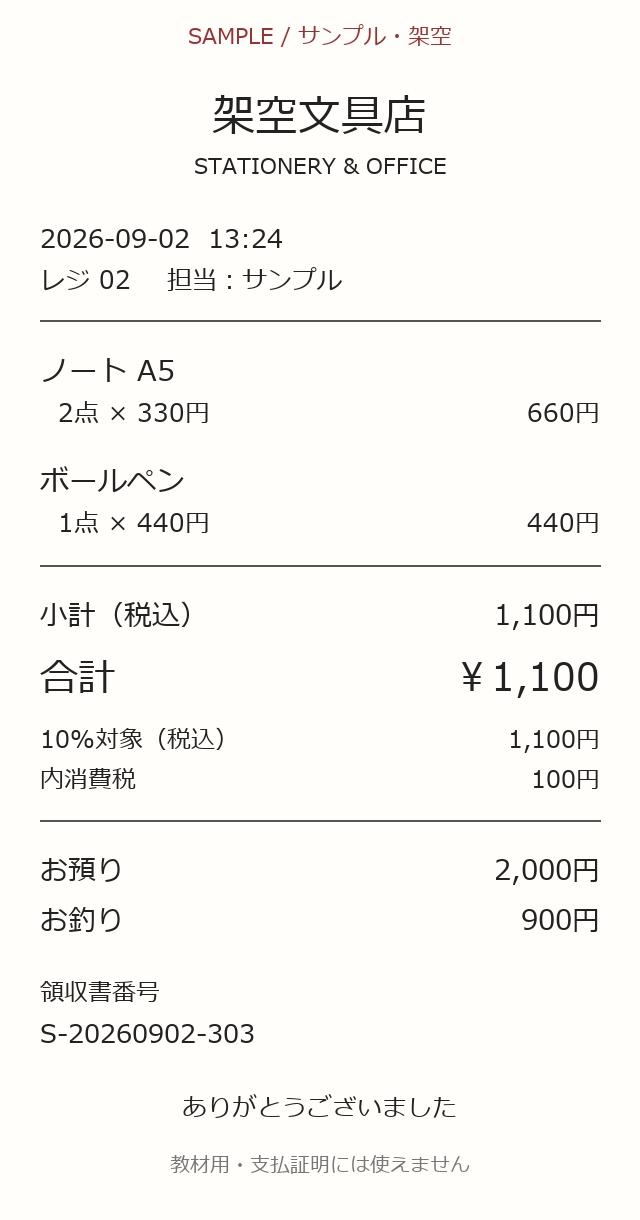 SAMPLE / サンプル・架空
架空文具店
STATIONERY & OFFICE
2026-09-02 13:24
レジ 02 担当：サンプル
ノート A5
2点 × 330円 660円
ボールペン
1点 × 440円 440円
小計（税込） 1,100円
合計 ￥1,100
10%対象（税込） 1,100円
内消費税 100円
お預り 2,000円
お釣り 900円
領収書番号
S-20260902-303
ありがとうございました
教材用・支払証明には使えません